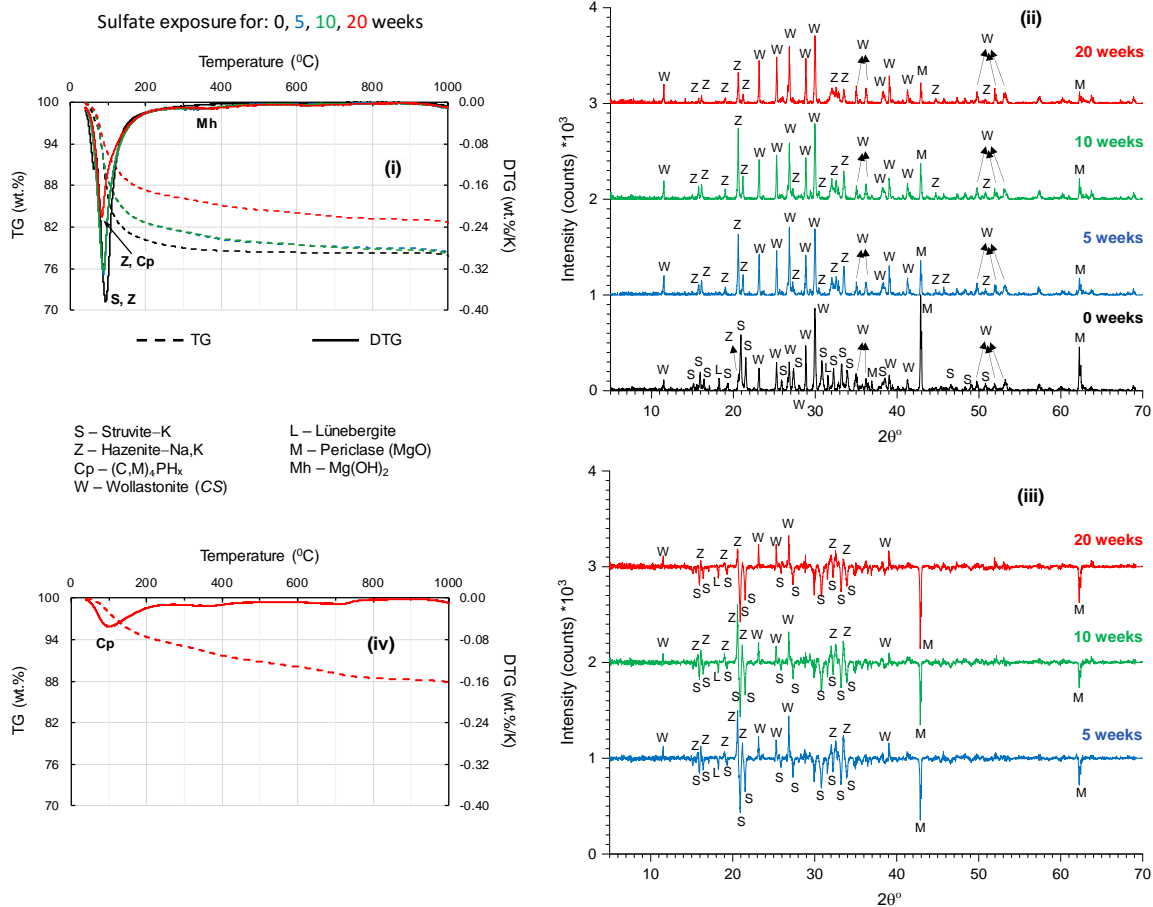 Sulfate exposure for: 0, 5, 10, 20 weeks
Temperature (⁰C)
0 200 400 600 800 1000
100
94
88
82
76
70
TG (wt.%)
0.00
-0.08
-0.16
-0.24
-0.32
-0.40
DTG (wt.%/K)
Mh
(i)
Z, Cp
S, Z
TG
DTG
S – Struvite–K
Z – Hazenite–Na,K
Cp – (C,M)₄PHₓ
W – Wollastonite (CS)
L – Lünebergite
M – Periclase (MgO)
Mh – Mg(OH)₂
Temperature (⁰C)
0 200 400 600 800 1000
100
94
88
82
76
70
TG (wt.%)
0.00
-0.08
-0.16
-0.24
-0.32
-0.40
DTG (wt.%/K)
Cp
(iv)
(ii)
Intensity (counts) *10³
4
3
2
1
0
20 weeks
W Z Z Z Z Z W W W W W Z Z W W W W M Z W Z M
10 weeks
W Z Z Z Z Z W W W W W Z Z Z W W W M Z W Z M
5 weeks
W Z Z Z Z Z W W W Z W Z Z Z W W W M Z Z W Z M
0 weeks
W S S S L S Z S S W W S W S W W S L S S S W M S W W M S S W S M
10 20 30 40 50 60 70
2θº
(iii)
Intensity (counts) *10³
4
3
2
1
0
20 weeks
W Z Z W W W Z Z Z W
S S L S S S S S S S S S M M
10 weeks
W Z Z Z Z Z W W W Z Z Z W
S S L S S S S S S S S M M
5 weeks
W Z Z Z Z Z W W W Z Z Z W
S S L S S S S S S S S S M M
10 20 30 40 50 60 70
2θº